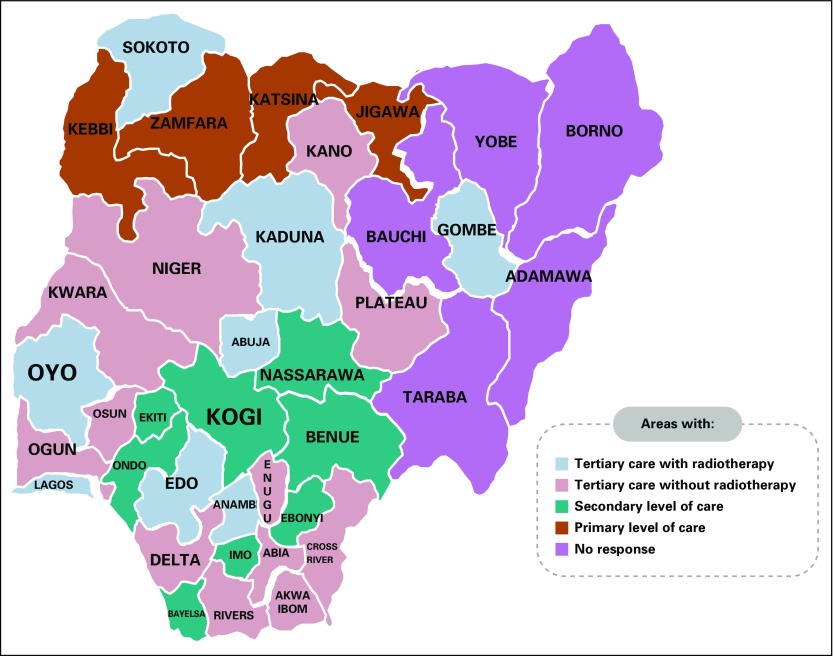 SOKOTO
KEBBI
ZAMFARA
KATSINA
JIGAWA
KANO
YOBE
BORNO
KADUNA
BAUCHI
GOMBE
ADAMAWA
NIGER
KWARA
PLATEAU
ABUJA
OYO
NASSARAWA
TARABA
OSUN
EKITI
KOGI
BENUE
OGUN
ONDO
LAGOS
EDO
ANAMB
ENUGU
EBONYI
DELTA
IMO
ABIA
CROSS
RIVER
BAYELSA
RIVERS
AKWA
IBOM
Areas with:
Tertiary care with radiotherapy
Tertiary care without radiotherapy
Secondary level of care
Primary level of care
No response